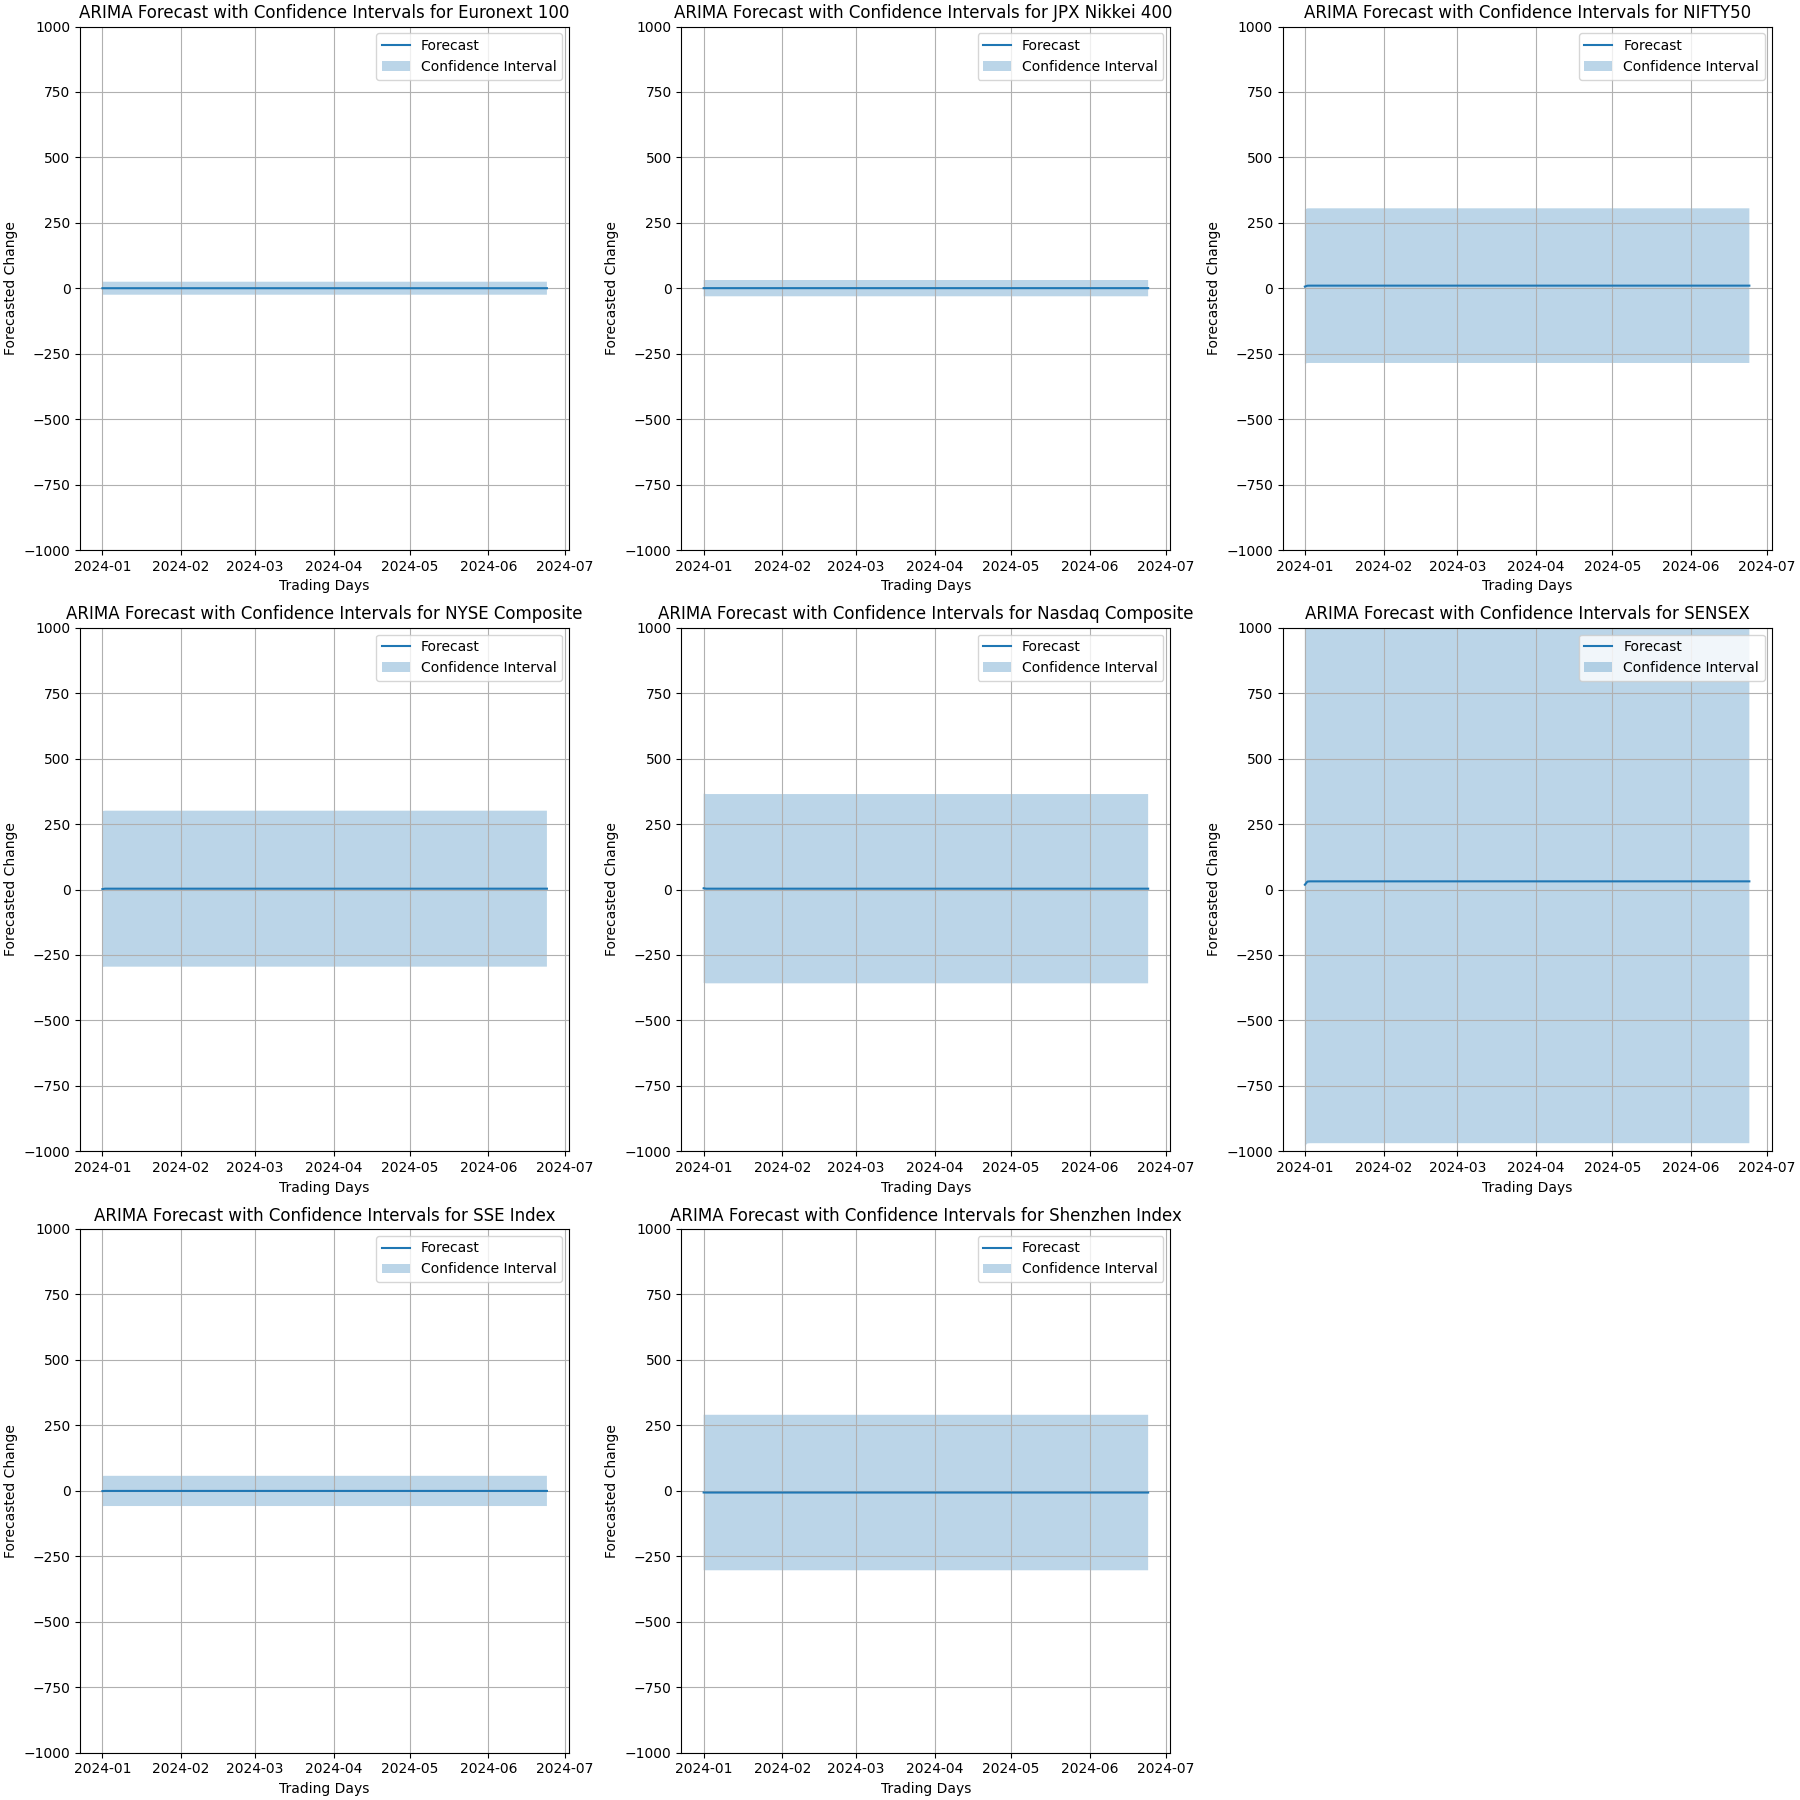 ARIMA Forecast with Confidence Intervals for Euronext 100
1000
750
500
250
0
−250
−500
−750
−1000
Forecasted Change
Forecast
Confidence Interval
2024-01 2024-02 2024-03 2024-04 2024-05 2024-06 2024-07
Trading Days
ARIMA Forecast with Confidence Intervals for JPX Nikkei 400
1000
750
500
250
0
−250
−500
−750
−1000
Forecasted Change
Forecast
Confidence Interval
2024-01 2024-02 2024-03 2024-04 2024-05 2024-06 2024-07
Trading Days
ARIMA Forecast with Confidence Intervals for NIFTY50
1000
750
500
250
0
−250
−500
−750
−1000
Forecasted Change
Forecast
Confidence Interval
2024-01 2024-02 2024-03 2024-04 2024-05 2024-06 2024-07
Trading Days
ARIMA Forecast with Confidence Intervals for NYSE Composite
1000
750
500
250
0
−250
−500
−750
−1000
Forecasted Change
Forecast
Confidence Interval
2024-01 2024-02 2024-03 2024-04 2024-05 2024-06 2024-07
Trading Days
ARIMA Forecast with Confidence Intervals for Nasdaq Composite
1000
750
500
250
0
−250
−500
−750
−1000
Forecasted Change
Forecast
Confidence Interval
2024-01 2024-02 2024-03 2024-04 2024-05 2024-06 2024-07
Trading Days
ARIMA Forecast with Confidence Intervals for SENSEX
1000
750
500
250
0
−250
−500
−750
−1000
Forecasted Change
Forecast
Confidence Interval
2024-01 2024-02 2024-03 2024-04 2024-05 2024-06 2024-07
Trading Days
ARIMA Forecast with Confidence Intervals for SSE Index
1000
750
500
250
0
−250
−500
−750
−1000
Forecasted Change
Forecast
Confidence Interval
2024-01 2024-02 2024-03 2024-04 2024-05 2024-06 2024-07
Trading Days
ARIMA Forecast with Confidence Intervals for Shenzhen Index
1000
750
500
250
0
−250
−500
−750
−1000
Forecasted Change
Forecast
Confidence Interval
2024-01 2024-02 2024-03 2024-04 2024-05 2024-06 2024-07
Trading Days